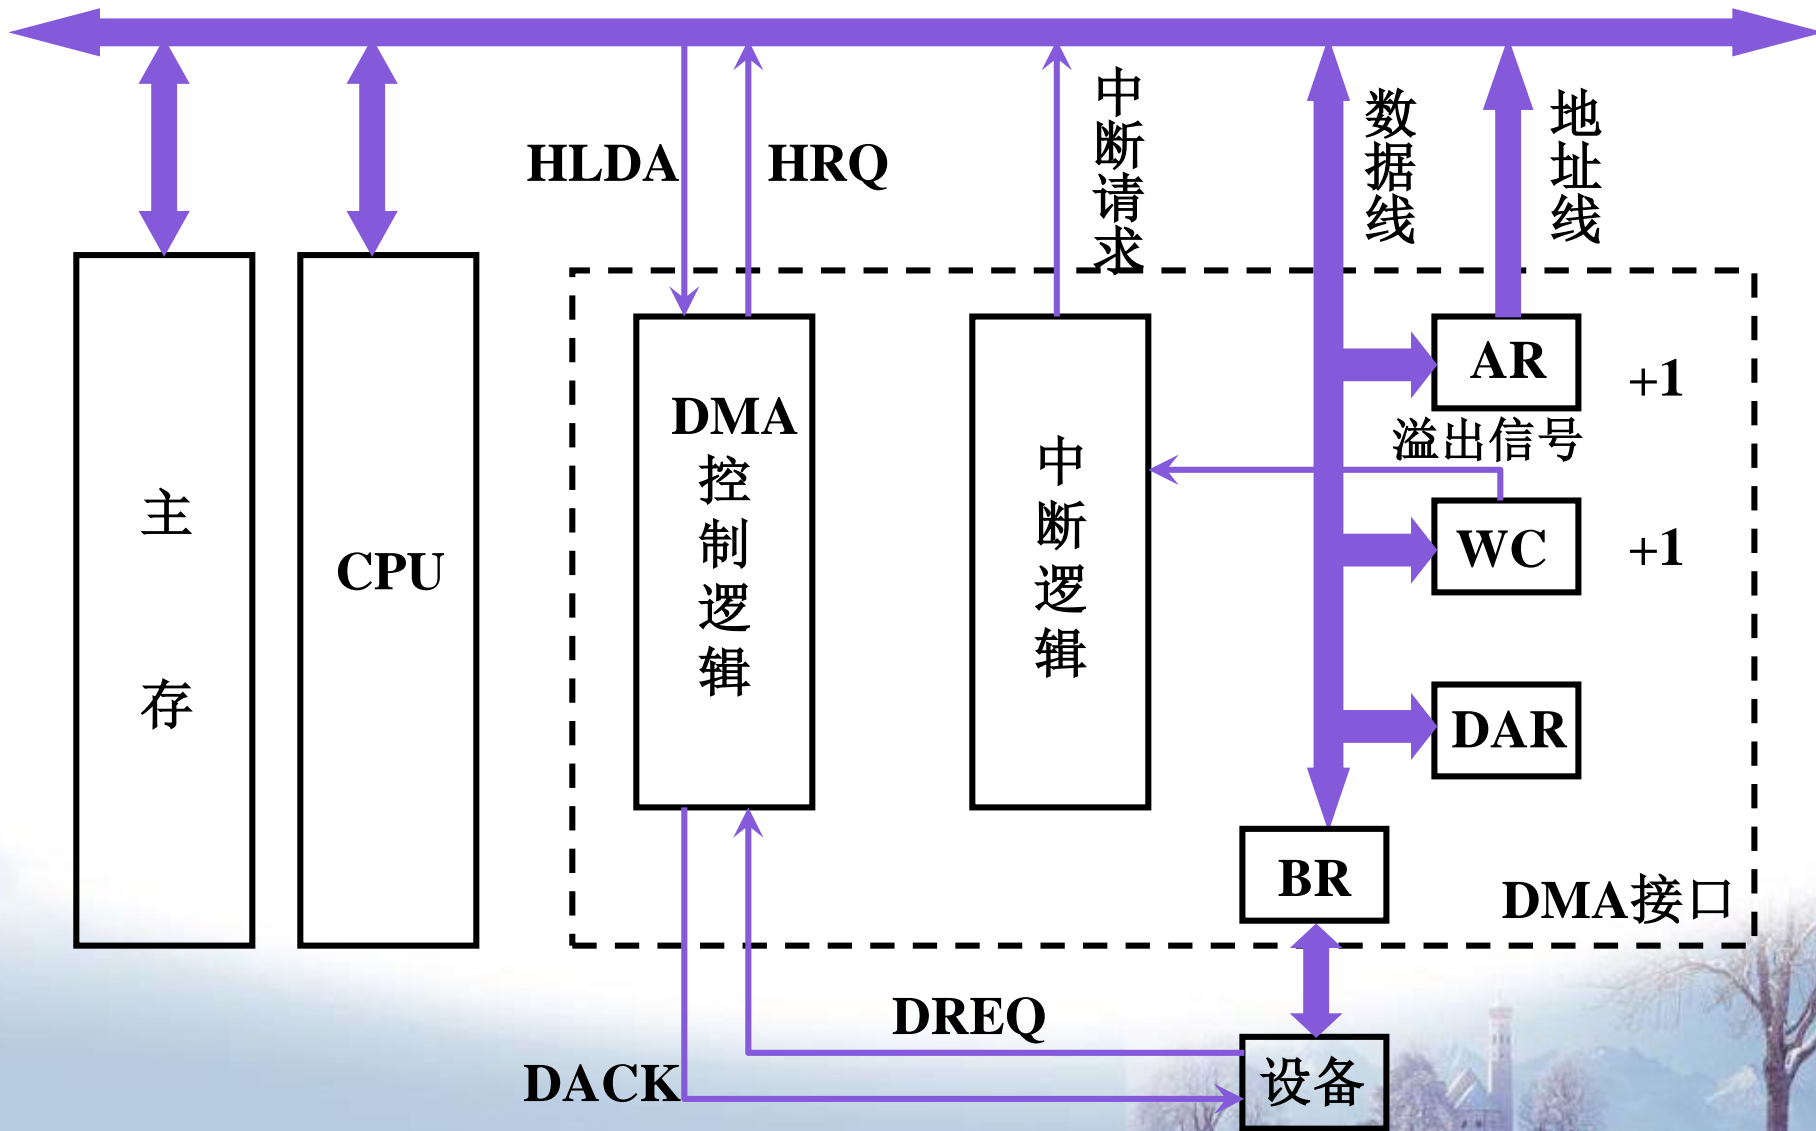 HLDA
HRQ
中断请求
数据线
地址线
主存
CPU
DMA
控制逻辑
中断逻辑
AR
+1
溢出信号
WC
+1
DAR
BR
DMA接口
DREQ
DACK
设备